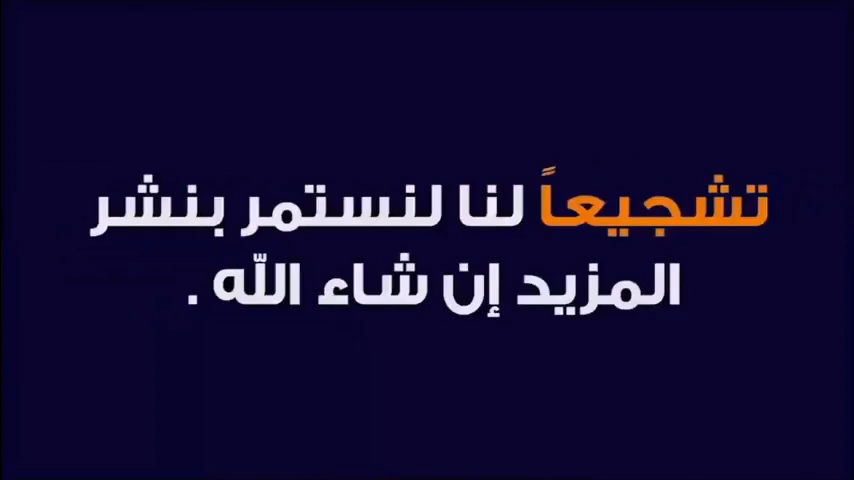 تشجيعاً لنا لنستمر بنشر
المزيد إن شاء الله .